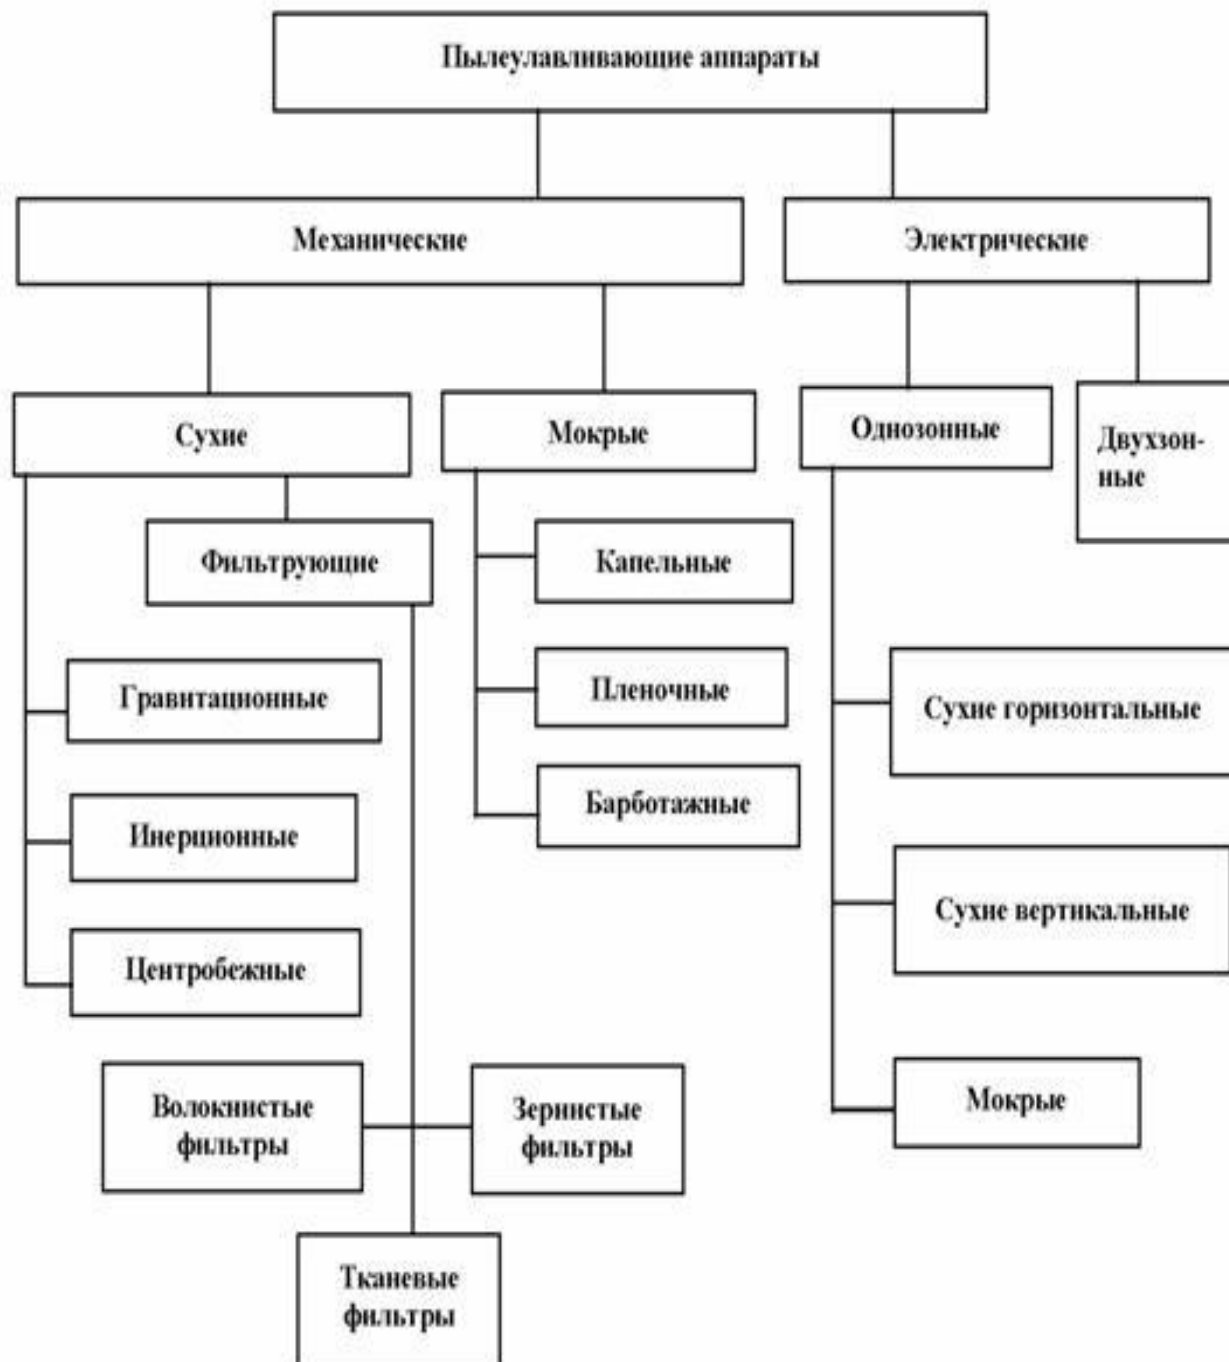 Пылеулавливающие аппараты
Механические
Электрические
Сухие
Мокрые
Однозонные
Двухзон-
ные
Фильтрующие
Капельные
Гравитационные
Пленочные
Сухие горизонтальные
Инерционные
Барботажные
Сухие вертикальные
Центробежные
Волокнистые
фильтры
Зернистые
фильтры
Мокрые
Тканевые
фильтры